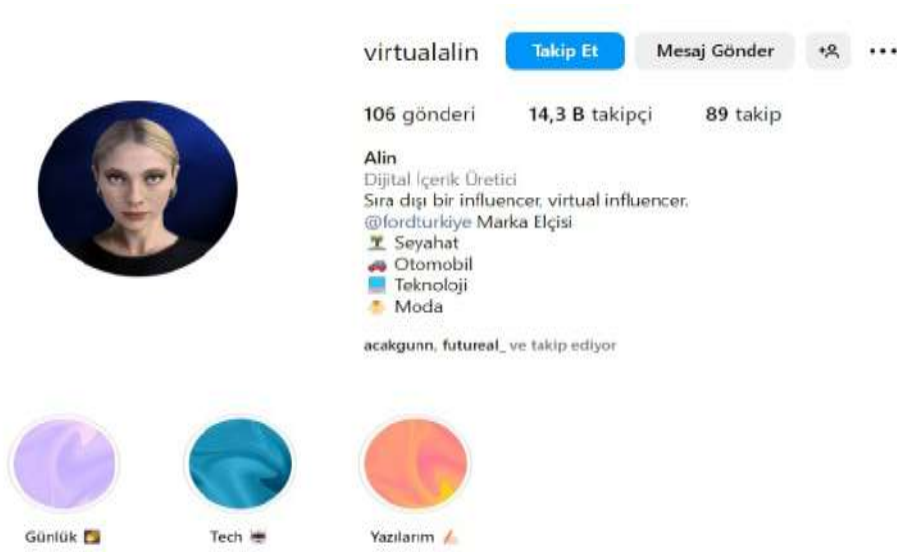 virtualalin Takip Et Mesaj Gönder
106 gönderi 14,3 B takipçi 89 takip
Alin
Dijital İçerik Üretici
Sıra dışı bir influencer, virtual influencer.
@fordturkiye Marka Elçisi
🌴 Seyahat
🚗 Otomobil
💻 Teknoloji
Moda
acakgunn, futureal_ ve takip ediyor
Günlük Tech Yazılarım